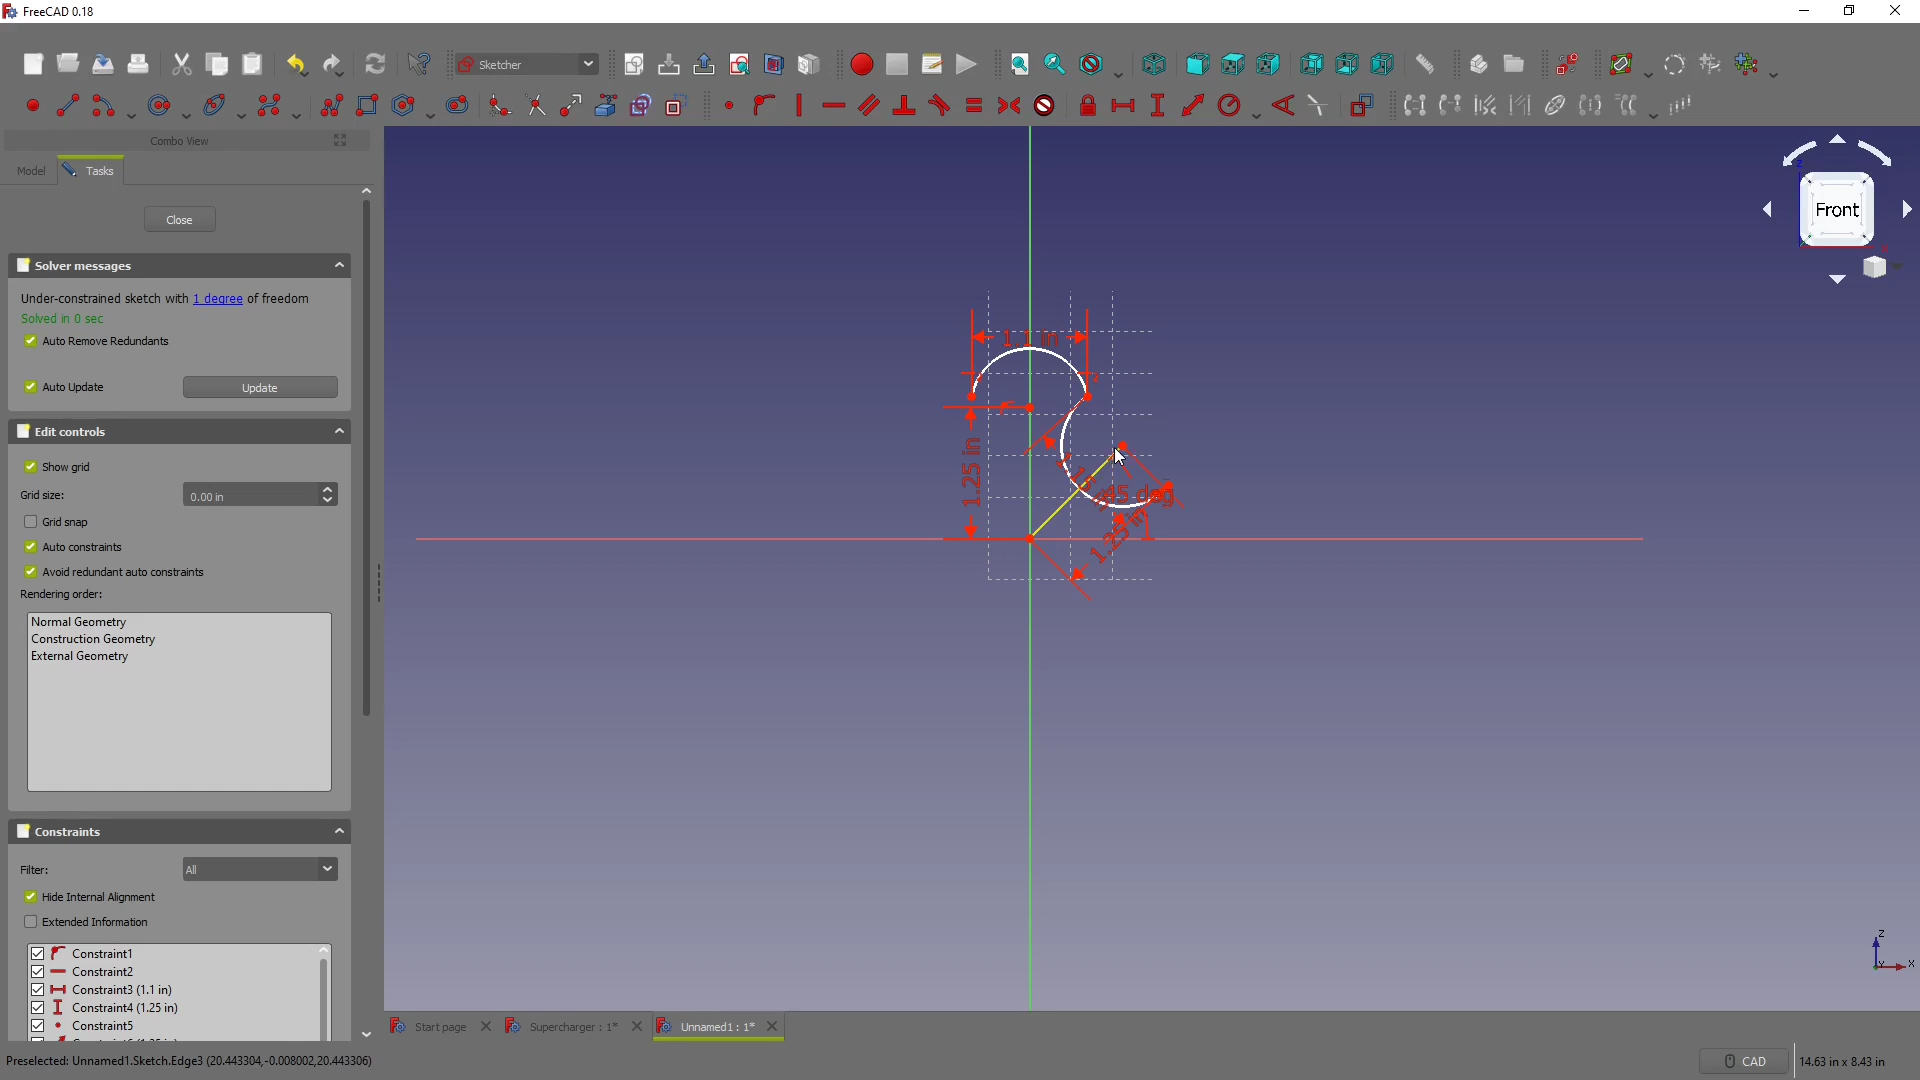 FreeCAD 0.18
Sketcher
Combo View
Model
Tasks
Close
Solver messages
Under-constrained sketch with 1 degree of freedom
Solved in 0 sec
Auto Remove Redundants
Auto Update
Update
Edit controls
Show grid
Grid size:
0.00 in
Grid snap
Auto constraints
Avoid redundant auto constraints
Rendering order:
Normal Geometry
Construction Geometry
External Geometry
Constraints
Filter:
All
Hide Internal Alignment
Extended Information
Constraint1
Constraint2
Constraint3 (1.1 in)
Constraint4 (1.25 in)
Constraint5
1.1 in
1.25 in
45 deg
1.25 in
Front
Z
Z
Y
X
Start page
Supercharger : 1*
Unnamed1 : 1*
Preselected: Unnamed1.Sketch.Edge3 (20.443304,-0.008002,20.443306)
CAD
14.63 in x 8.43 in